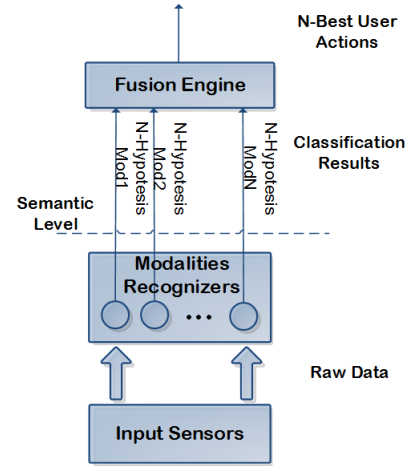 N-Best User
Actions
Fusion Engine
N-Hypotesis
Mod1
N-Hypotesis
Mod2
N-Hypotesis
ModN
Classification
Results
Semantic
Level
Modalities
Recognizers
...
Raw Data
Input Sensors